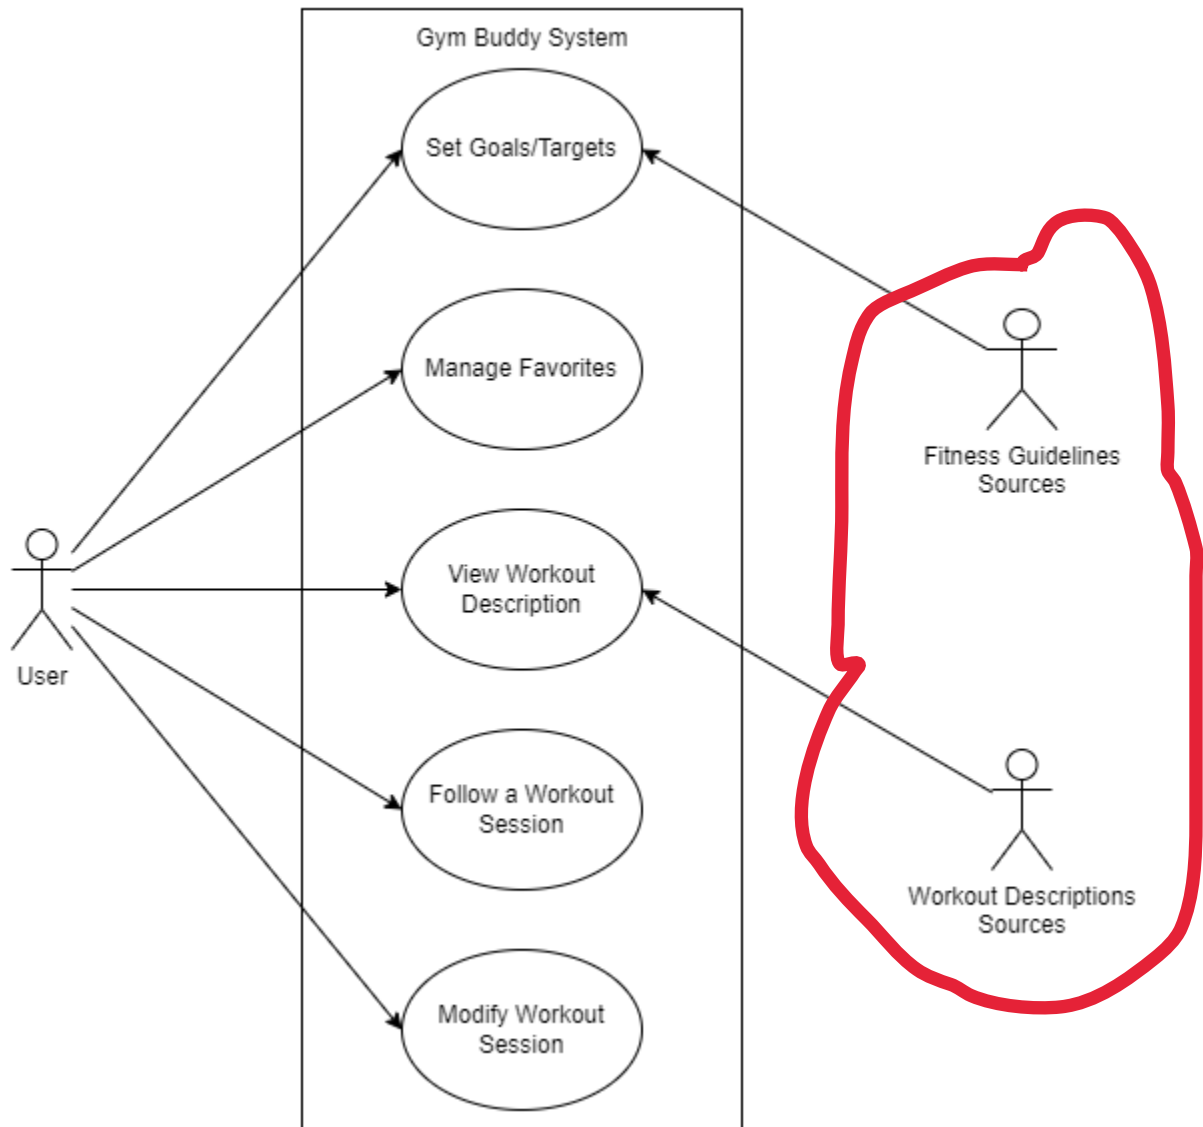 Gym Buddy System
Set Goals/Targets
Manage Favorites
Fitness Guidelines
Sources
View Workout
Description
User
Follow a Workout
Session
Workout Descriptions
Sources
Modify Workout
Session